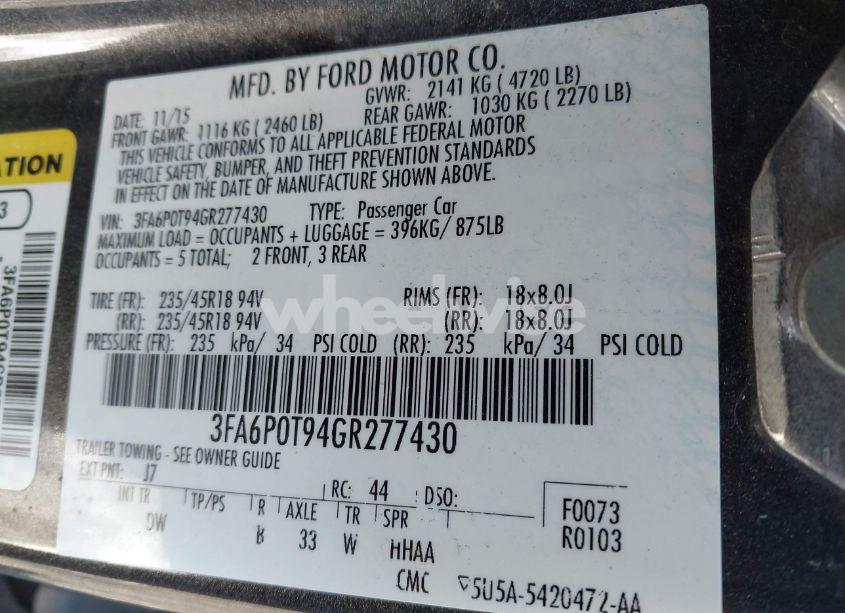 MFD. BY FORD MOTOR CO.
DATE: 11/15 GVWR: 2141 KG ( 4720 LB)
FRONT GAWR: 1116 KG ( 2460 LB) REAR GAWR: 1030 KG ( 2270 LB)
THIS VEHICLE CONFORMS TO ALL APPLICABLE FEDERAL MOTOR
VEHICLE SAFETY, BUMPER, AND THEFT PREVENTION STANDARDS
IN EFFECT ON THE DATE OF MANUFACTURE SHOWN ABOVE.
VIN: 3FA6P0T94GR277430 TYPE: Passenger Car
MAXIMUM LOAD = OCCUPANTS + LUGGAGE = 396KG/ 875LB
OCCUPANTS = 5 TOTAL; 2 FRONT, 3 REAR
TIRE (FR): 235/45R18 94V RIMS (FR): 18x8.0J
(RR): 235/45R18 94V (RR): 18x8.0J
PRESSURE (FR): 235 kPa/ 34 PSI COLD (RR): 235 kPa/ 34 PSI COLD
3FA6P0T94GR277430
TRAILER TOWING - SEE OWNER GUIDE
EXT PNT: J7 RC: 44 DSO:
INT TR TP/PS R AXLE TR SPR F0073
DW 33 W HHAA R0103
CMC 5U5A-5420472-AA
ATION
3
wheelvice